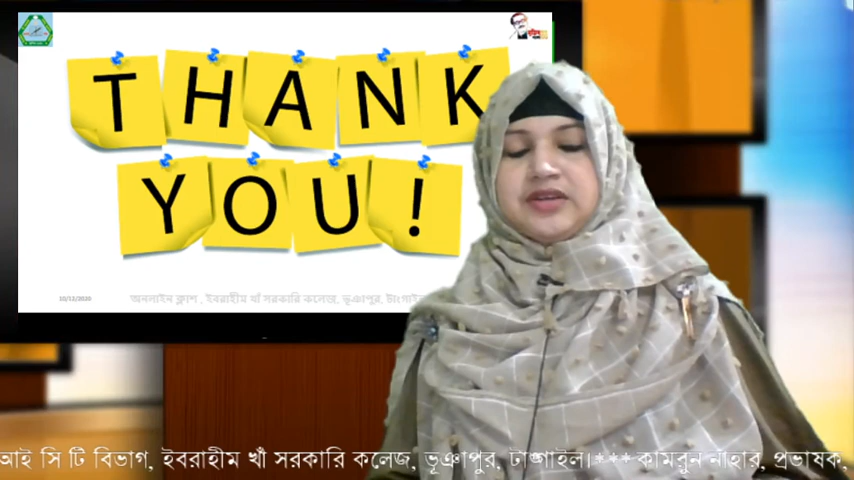 THANK
YOU!
10/12/2020
অনলাইন ক্লাশ , ইবরাহীম খাঁ সরকারি কলেজ, ভূঞাপুর, টাংগাইল
আই সি টি বিভাগ, ইবরাহীম খাঁ সরকারি কলেজ, ভূঞাপুর, টাঙ্গাইল।*** কামরুন নাহার, প্রভাষক,